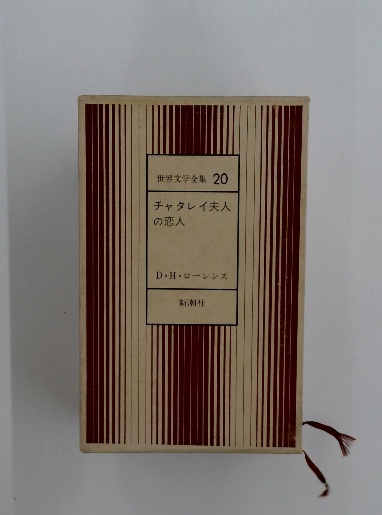 世界文学全集 20
チャタレイ夫人
の恋人
D・H・ローレンス
新潮社